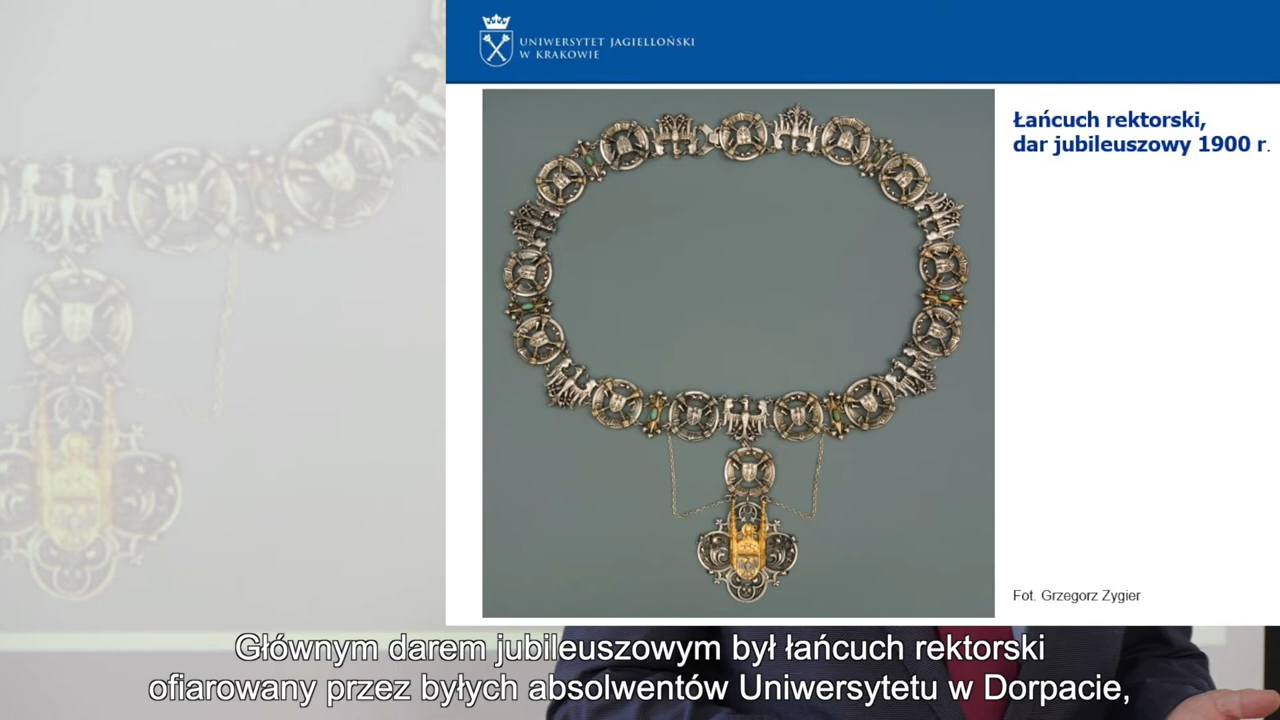 UNIWERSYTET JAGIELLOŃSKI
W KRAKOWIE
Łańcuch rektorski,
dar jubileuszowy 1900 r.
Fot. Grzegorz Zygier
Głównym darem jubileuszowym był łańcuch rektorski
ofiarowany przez byłych absolwentów Uniwersytetu w Dorpacie,